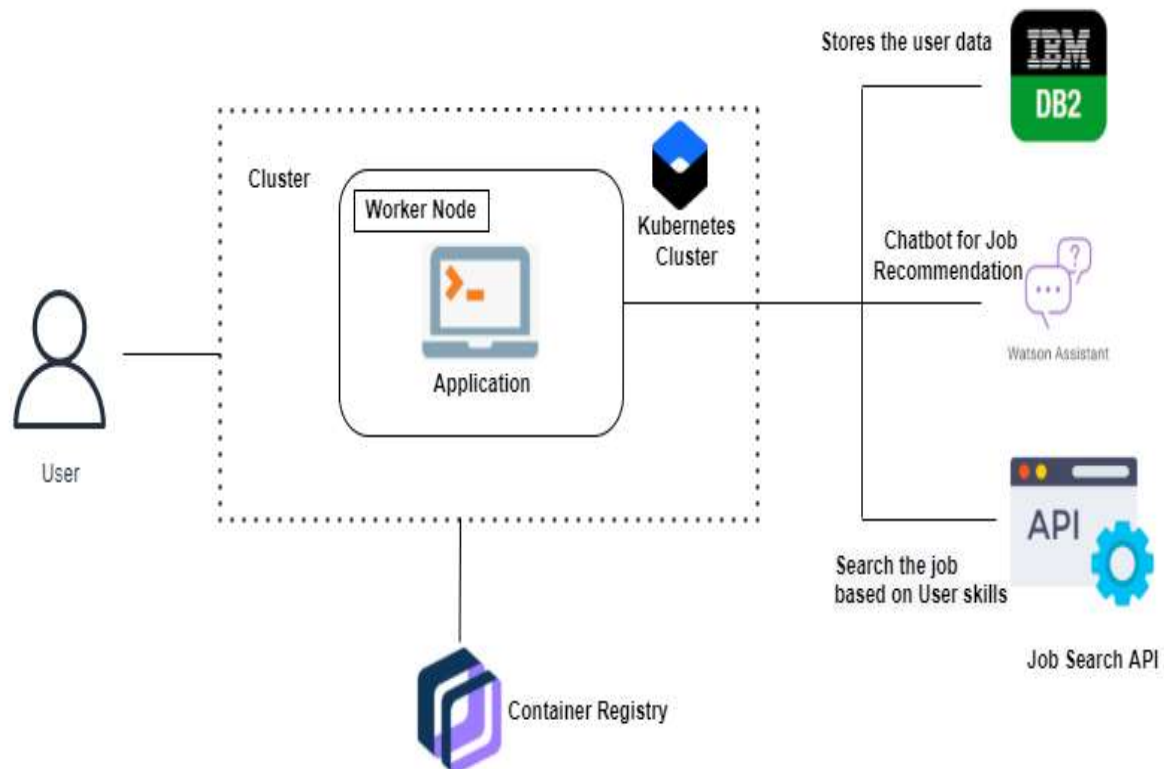 Stores the user data
IBM
DB2
Cluster
Worker Node
Kubernetes
Cluster
Application
Chatbot for Job
Recommendation
?
Watson Assistant
User
API
Search the job
based on User skills
Job Search API
Container Registry